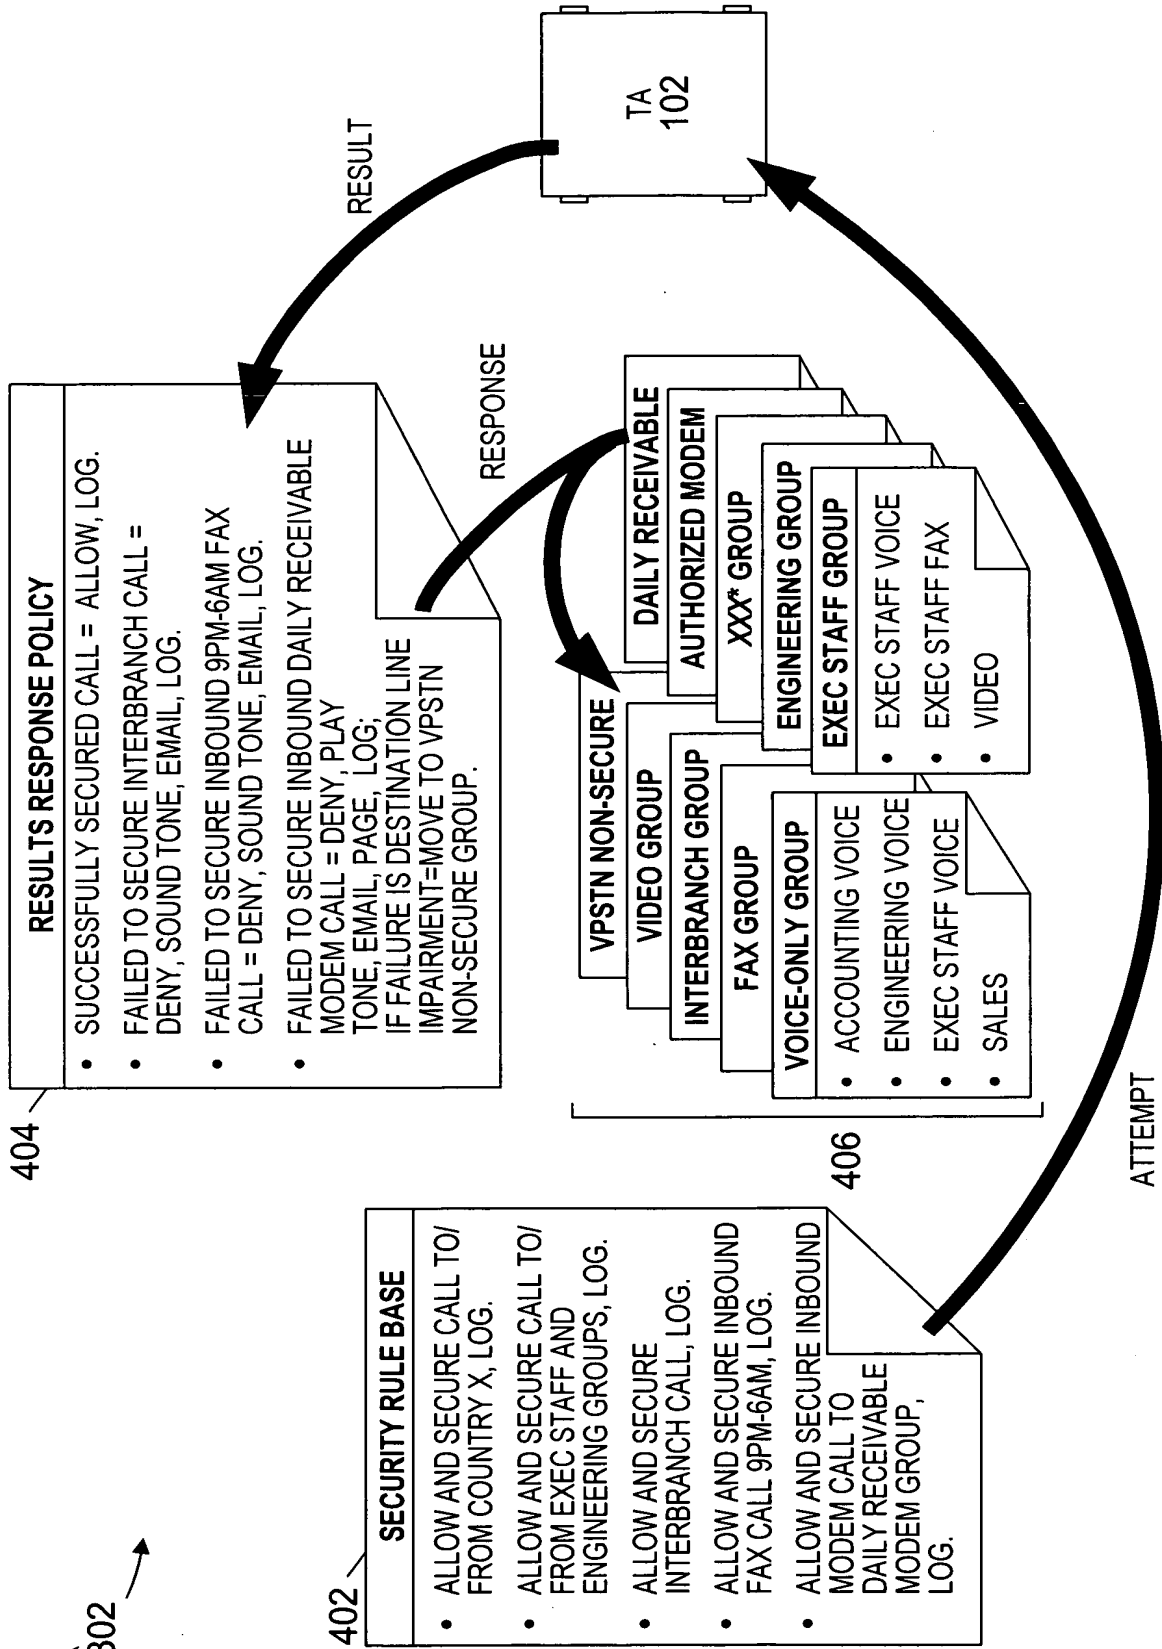 302
402
SECURITY RULE BASE
• ALLOW AND SECURE CALL TO/
FROM COUNTRY X, LOG.
• ALLOW AND SECURE CALL TO/
FROM EXEC STAFF AND
ENGINEERING GROUPS, LOG.
• ALLOW AND SECURE
INTERBRANCH CALL, LOG.
• ALLOW AND SECURE INBOUND
FAX CALL 9PM-6AM, LOG.
• ALLOW AND SECURE INBOUND
MODEM CALL TO
DAILY RECEIVABLE
MODEM GROUP,
LOG.
404
RESULTS RESPONSE POLICY
• SUCCESSFULLY SECURED CALL = ALLOW, LOG.
• FAILED TO SECURE INTERBRANCH CALL =
DENY, SOUND TONE, EMAIL, LOG.
• FAILED TO SECURE INBOUND 9PM-6AM FAX
CALL = DENY, SOUND TONE, EMAIL, LOG.
• FAILED TO SECURE INBOUND DAILY RECEIVABLE
MODEM CALL = DENY, PLAY
TONE, EMAIL, PAGE, LOG;
IF FAILURE IS DESTINATION LINE
IMPAIRMENT=MOVE TO VPSTN
NON-SECURE GROUP.
RESULT
RESPONSE
406
VPSTN NON-SECURE
VIDEO GROUP
INTERBRANCH GROUP
FAX GROUP
VOICE-ONLY GROUP
• ACCOUNTING VOICE
• ENGINEERING VOICE
• EXEC STAFF VOICE
• SALES
DAILY RECEIVABLE
AUTHORIZED MODEM
XXX* GROUP
ENGINEERING GROUP
EXEC STAFF GROUP
• EXEC STAFF VOICE
• EXEC STAFF FAX
• VIDEO
TA
102
ATTEMPT